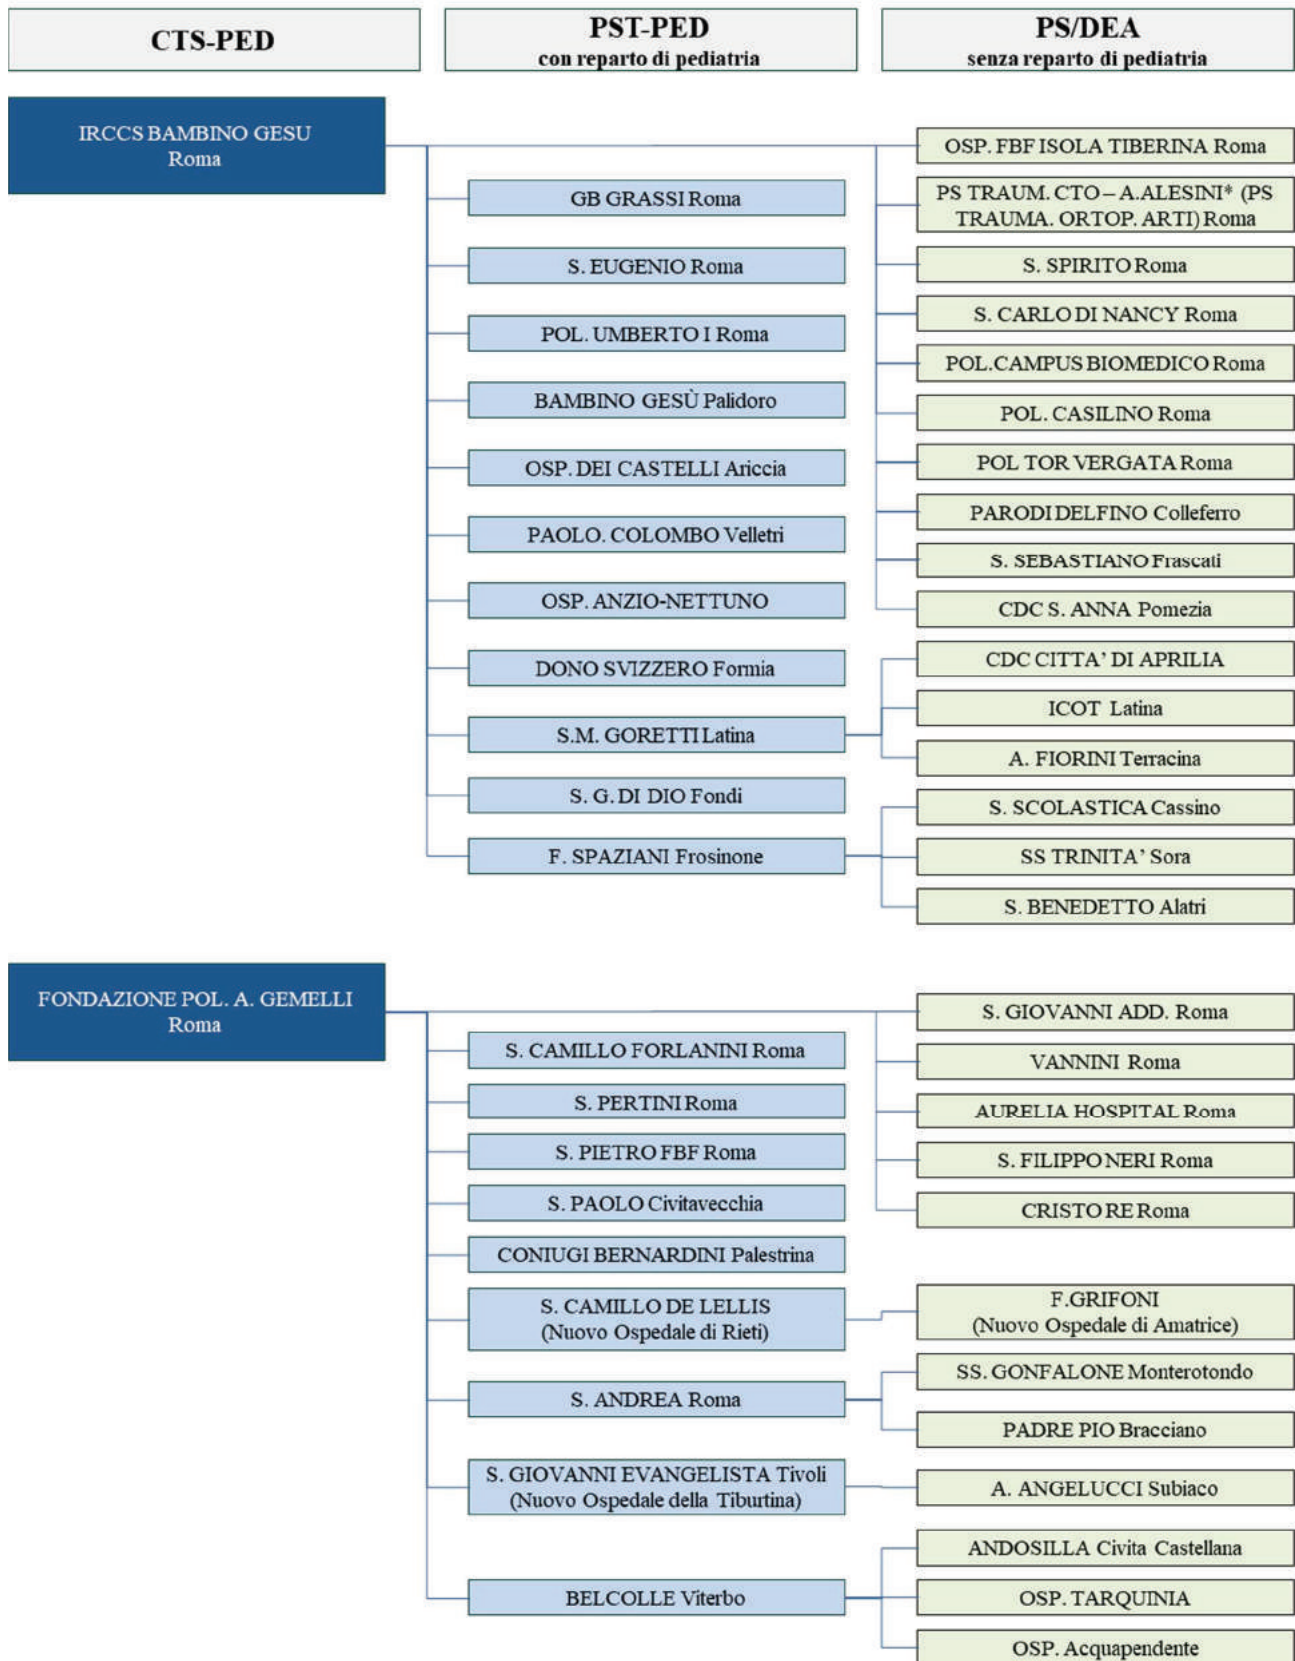 CTS-PED
PST-PED
con reparto di pediatria
PS/DEA
senza reparto di pediatria
IRCCS BAMBINO GESU
Roma
GB GRASSI Roma
S. EUGENIO Roma
POL. UMBERTO I Roma
BAMBINO GESÙ Palidoro
OSP. DEI CASTELLI Ariccia
PAOLO. COLOMBO Velletri
OSP. ANZIO-NETTUNO
DONO SVIZZERO Formia
S.M. GORETTI Latina
S. G. DI DIO Fondi
F. SPAZIANI Frosinone
OSP. FBF ISOLA TIBERINA Roma
PS TRAUM. CTO – A.ALESINI* (PS
TRAUMA. ORTOP. ARTI) Roma
S. SPIRITO Roma
S. CARLO DI NANCY Roma
POL.CAMPUS BIOMEDICO Roma
POL. CASILINO Roma
POL TOR VERGATA Roma
PARODI DELFINO Colleferro
S. SEBASTIANO Frascati
CDC S. ANNA Pomezia
CDC CITTA’ DI APRILIA
ICOT Latina
A. FIORINI Terracina
S. SCOLASTICA Cassino
SS TRINITA’ Sora
S. BENEDETTO Alatri
FONDAZIONE POL. A. GEMELLI
Roma
S. CAMILLO FORLANINI Roma
S. PERTINI Roma
S. PIETRO FBF Roma
S. PAOLO Civitavecchia
CONIUGI BERNARDINI Palestrina
S. CAMILLO DE LELLIS
(Nuovo Ospedale di Rieti)
S. ANDREA Roma
S. GIOVANNI EVANGELISTA Tivoli
(Nuovo Ospedale della Tiburtina)
BELCOLLE Viterbo
S. GIOVANNI ADD. Roma
VANNINI Roma
AURELIA HOSPITAL Roma
S. FILIPPO NERI Roma
CRISTO RE Roma
F.GRIFONI
(Nuovo Ospedale di Amatrice)
SS. GONFALONE Monterotondo
PADRE PIO Bracciano
A. ANGELUCCI Subiaco
ANDOSILLA Civita Castellana
OSP. TARQUINIA
OSP. Acquapendente